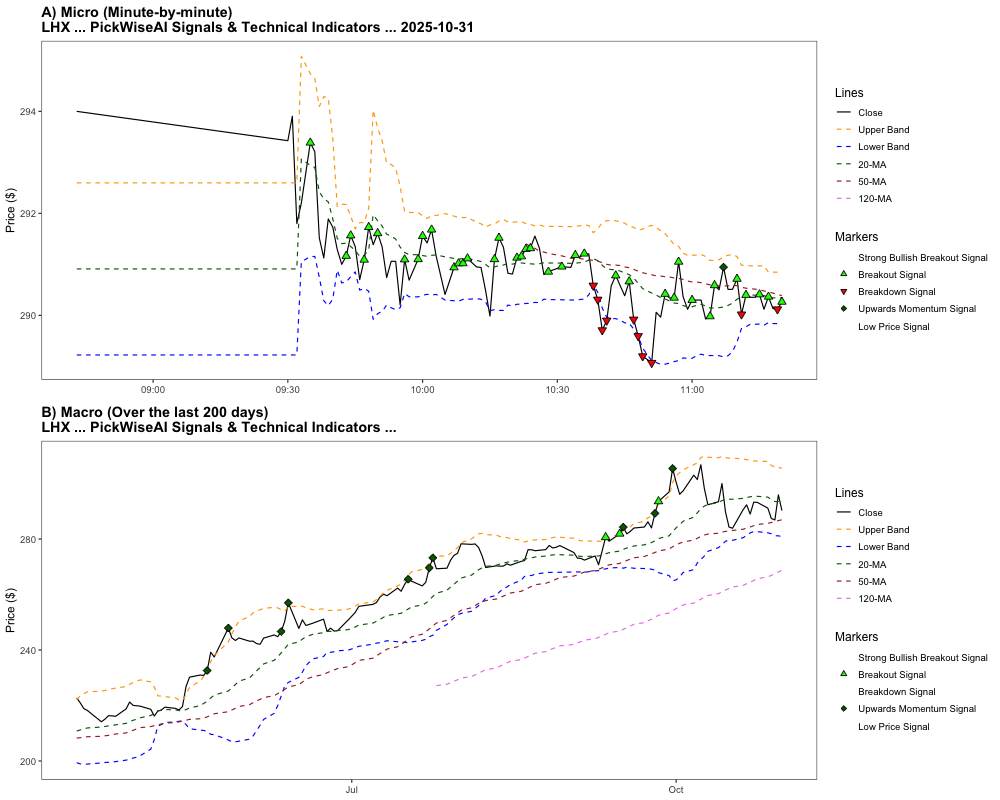 A) Micro (Minute-by-minute)
LHX ... PickWiseAI Signals & Technical Indicators ... 2025-10-31
Price ($)
294
292
290
09:00
09:30
10:00
10:30
11:00
Lines
Close
Upper Band
Lower Band
20-MA
50-MA
120-MA
Markers
Strong Bullish Breakout Signal
Breakout Signal
Breakdown Signal
Upwards Momentum Signal
Low Price Signal
B) Macro (Over the last 200 days)
LHX ... PickWiseAI Signals & Technical Indicators ...
Price ($)
280
240
200
Jul
Oct
Lines
Close
Upper Band
Lower Band
20-MA
50-MA
120-MA
Markers
Strong Bullish Breakout Signal
Breakout Signal
Breakdown Signal
Upwards Momentum Signal
Low Price Signal